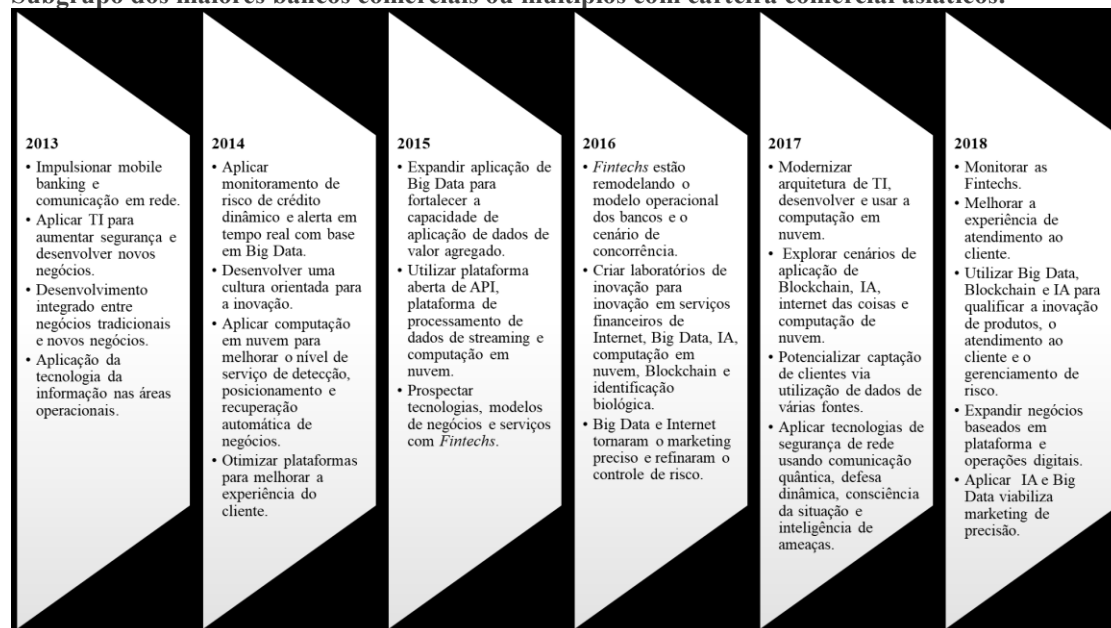 Subgrupo dos maiores bancos comerciais ou múltiplos com carteira comercial asiáticos.
2013
• Impulsionar mobile
banking e
comunicação em rede.
• Aplicar TI para
aumentar segurança e
desenvolver novos
negócios.
• Desenvolvimento
integrado entre
negócios tradicionais
e novos negócios.
• Aplicação da
tecnologia da
informação nas áreas
operacionais.
2014
• Aplicar
monitoramento de
risco de crédito
dinâmico e alerta em
tempo real com base
em Big Data.
• Desenvolver uma
cultura orientada para
a inovação.
• Aplicar computação
em nuvem para
melhorar o nível de
serviço de detecção,
posicionamento e
recuperação
automática de
negócios.
• Otimizar plataformas
para melhorar a
experiência do
cliente.
2015
• Expandir aplicação de
Big Data para
fortalecer a
capacidade de
aplicação de dados de
valor agregado.
• Utilizar plataforma
aberta de API,
plataforma de
processamento de
dados de streaming e
computação em
nuvem.
• Prospectar
tecnologias, modelos
de negócios e serviços
com Fintechs.
2016
• Fintechs estão
remodelando o
modelo operacional
dos bancos e o
cenário de
concorrência.
• Criar laboratórios de
inovação para
inovação em serviços
financeiros de
Internet, Big Data, IA,
computação em
nuvem, Blockchain e
identificação
biológica.
• Big Data e Internet
tornaram o marketing
preciso e refinaram o
controle de risco.
2017
• Modernizar
arquitetura de TI,
desenvolver e usar a
computação em
nuvem.
• Explorar cenários de
aplicação de
Blockchain, IA,
internet das coisas e
computação de
nuvem.
• Potencializar captação
de clientes via
utilização de dados de
várias fontes.
• Aplicar tecnologias de
segurança de rede
usando comunicação
quântica, defesa
dinâmica, consciência
da situação e
inteligência de
ameaças.
2018
• Monitorar as
Fintechs.
• Melhorar a
experiência de
atendimento ao
cliente.
• Utilizar Big Data,
Blockchain e IA para
qualificar a inovação
de produtos, o
atendimento ao
cliente e o
gerenciamento de
risco.
• Expandir negócios
baseados em
plataforma e
operações digitais.
• Aplicar IA e Big
Data viabiliza
marketing de
precisão.